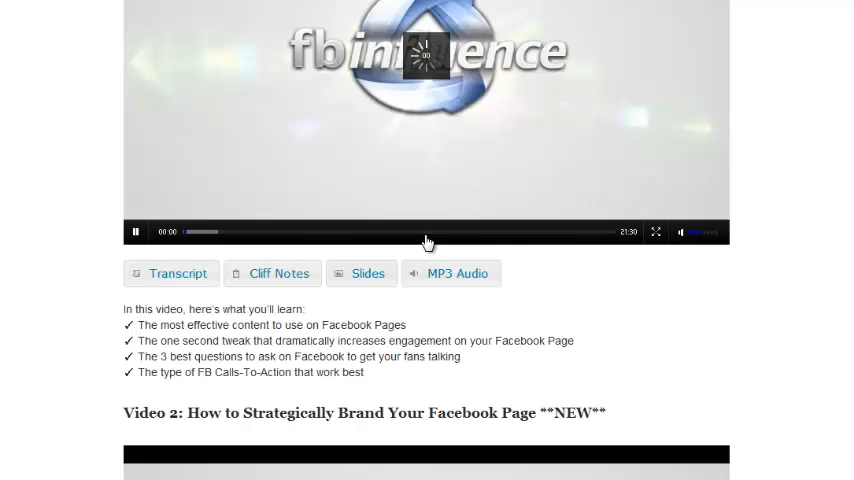 fbinfluence
00
00:00
21:30
Transcript
Cliff Notes
Slides
MP3 Audio
In this video, here's what you'll learn:
✓ The most effective content to use on Facebook Pages
✓ The one second tweak that dramatically increases engagement on your Facebook Page
✓ The 3 best questions to ask on Facebook to get your fans talking
✓ The type of FB Calls-To-Action that work best
Video 2: How to Strategically Brand Your Facebook Page **NEW**